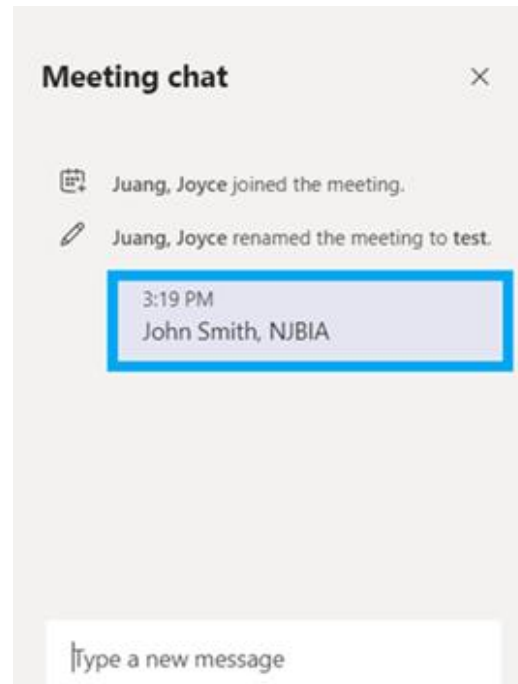 Meeting chat
Juang, Joyce joined the meeting.
Juang, Joyce renamed the meeting to test.
3:19 PM
John Smith, NJBIA
Type a new message